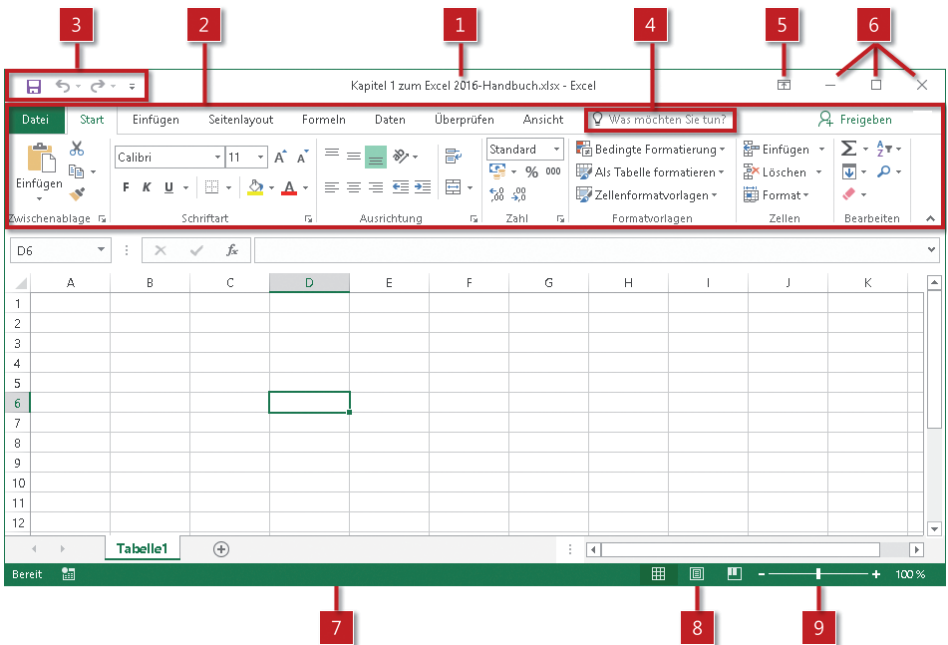 3 2 1 4 5 6
Kapitel 1 zum Excel 2016-Handbuch.xlsx - Excel
Datei Start Einfügen Seitenlayout Formeln Daten Überprüfen Ansicht Was möchten Sie tun? Freigeben
Calibri 11 Standard Bedingte Formatierung Einfügen Σ A Z
Einfügen F K U A % 000 Als Tabelle formatieren Löschen
,00 ,00 Zellenformatvorlagen Format
Zwischenablage Schriftart Ausrichtung Zahl Formatvorlagen Zellen Bearbeiten
D6 fx
A B C D E F G H I J K
1
2
3
4
5
6
7
8
9
10
11
12
Tabelle1
Bereit 100 %
7 8 9